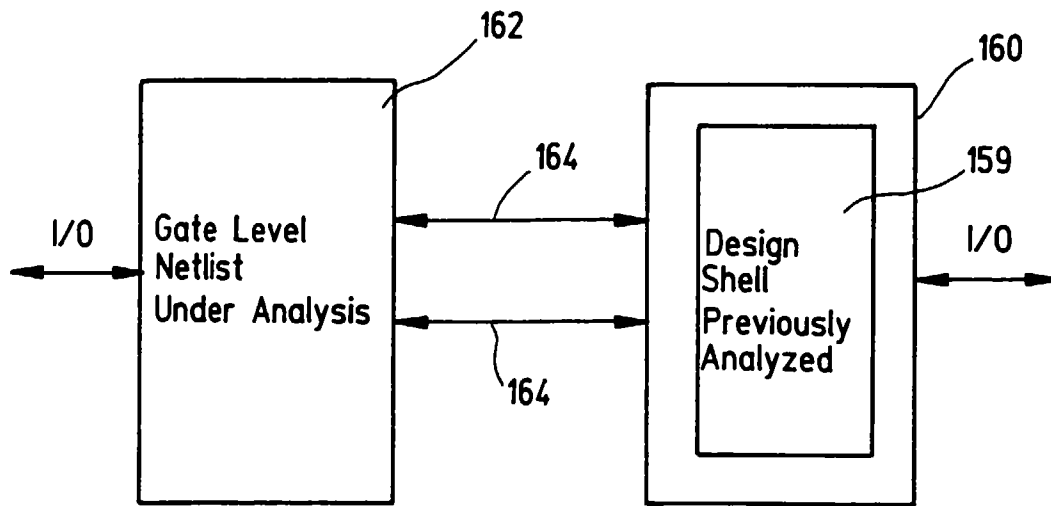 162
160
164
159
I/O
Gate Level
Netlist
Under Analysis
Design
Shell
Previously
Analyzed
I/O
164